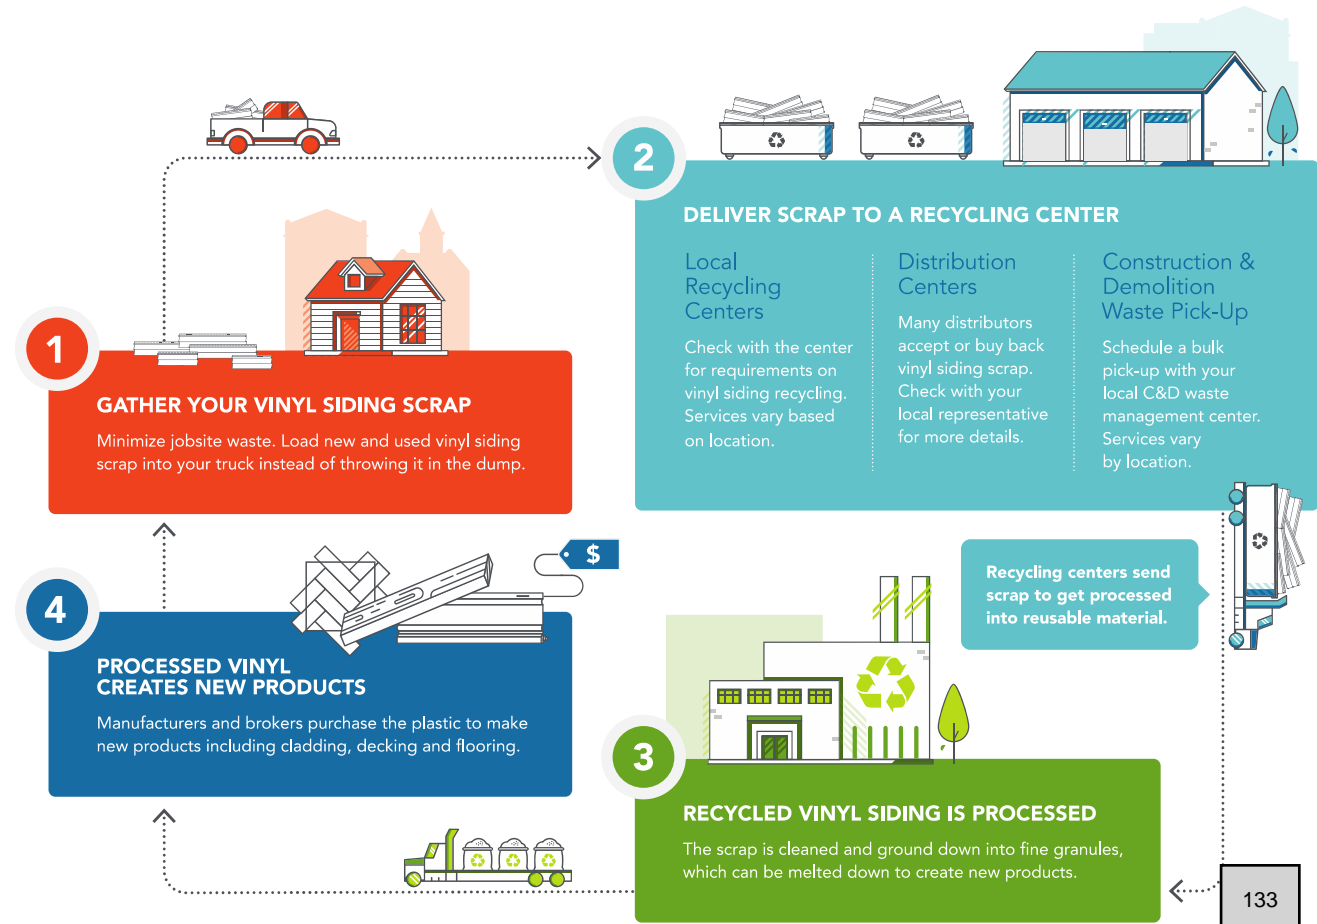 1
GATHER YOUR VINYL SIDING SCRAP
Minimize jobsite waste. Load new and used vinyl siding
scrap into your truck instead of throwing it in the dump.
2
DELIVER SCRAP TO A RECYCLING CENTER
Local
Recycling
Centers
Check with the center
for requirements on
vinyl siding recycling.
Services vary based
on location.
Distribution
Centers
Many distributors
accept or buy back
vinyl siding scrap.
Check with your
local representative
for more details.
Construction &
Demolition
Waste Pick-Up
Schedule a bulk
pick-up with your
local C&D waste
management center.
Services vary
by location.
Recycling centers send
scrap to get processed
into reusable material.
3
RECYCLED VINYL SIDING IS PROCESSED
The scrap is cleaned and ground down into fine granules,
which can be melted down to create new products.
4
$
PROCESSED VINYL
CREATES NEW PRODUCTS
Manufacturers and brokers purchase the plastic to make
new products including cladding, decking and flooring.
133